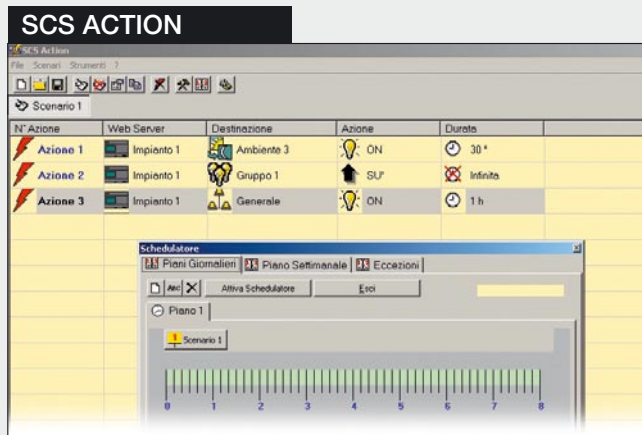 SCS ACTION
SCS Action
File Scenari Strumenti ?
Scenario 1
N° Azione Web Server Destinazione Azione Durata
Azione 1 Impianto 1 Ambiente 3 ON 30"
Azione 2 Impianto 1 Gruppo 1 SU' Infinita
Azione 3 Impianto 1 Generale ON 1 h
Schedulatore
Piani Giornalieri Piano Settimanale Eccezioni
ABC Attiva Schedulatore Esci
Piano 1
1 Scenario 1
0 1 2 3 4 5 6 7 8